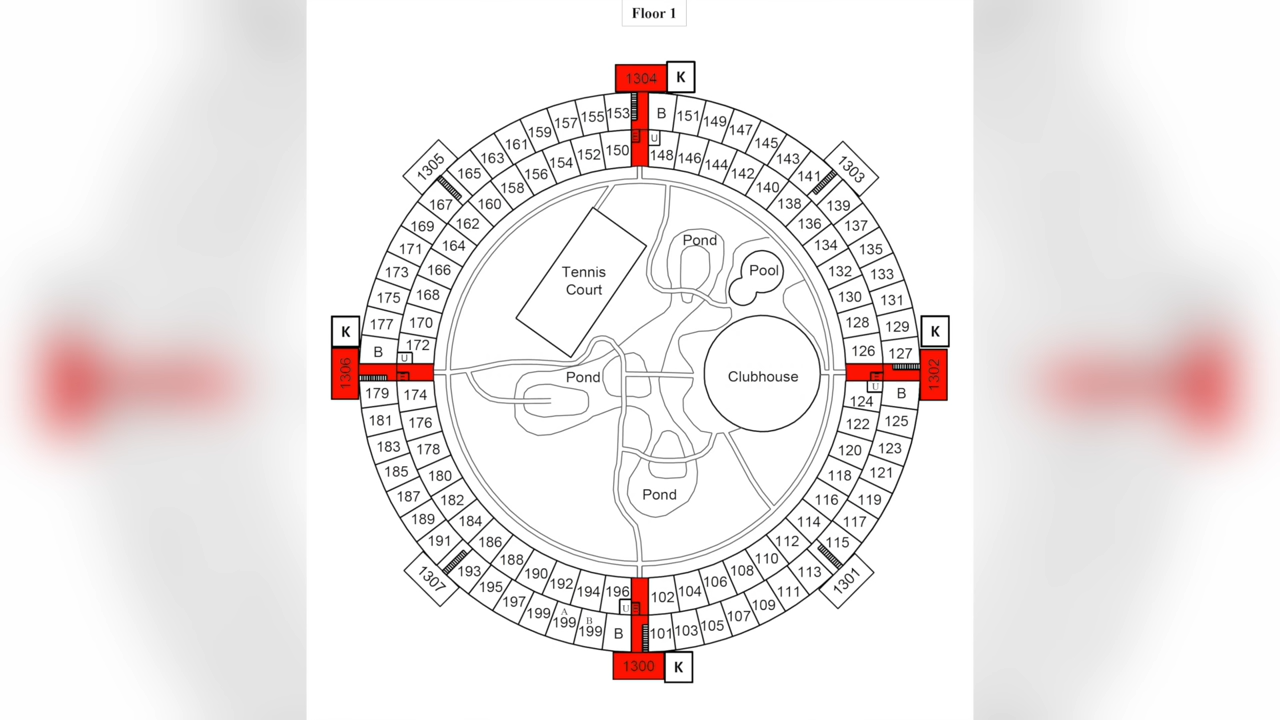 Floor 1
1304 K
153 B 151
155 149
157 147
159 145
161 143
163 141
165 1303
1305 139
167 137
169 135
171 133
173 131
175 129
177 127
B
150 U 148
152 146
154 144
156 142
158 140
160 138
162 136
164 134
166 132
168 130
170 128
172 126
U
K
1306
K
1302
Tennis
Court
Pond
Pool
Pond
Clubhouse
Pond
179 174 124 U B
181 176 122 125
183 178 120 123
185 180 118 121
187 182 116 119
189 184 114 117
191 186 112 115
1307 1301
193 188 110 113
195 190 108 111
197 192 106 109
199 194 104 107
A
199 196 102 105
B
199 U 103
B 101
1300 K